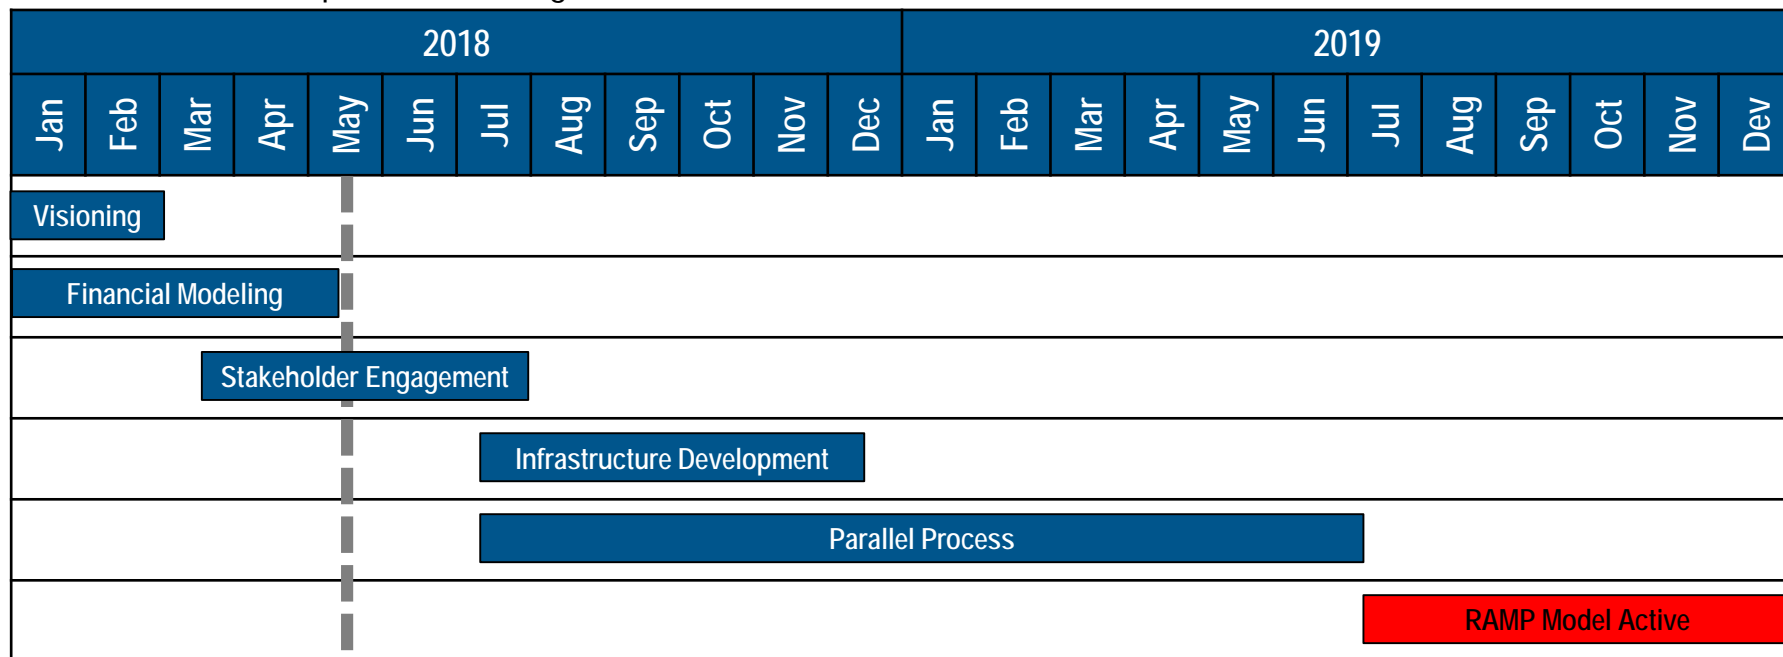 2018 2019
Jan Feb Mar Apr May Jun Jul Aug Sep Oct Nov Dec Jan Feb Mar Apr May Jun Jul Aug Sep Oct Nov Dev
Visioning
Financial Modeling
Stakeholder Engagement
Infrastructure Development
Parallel Process
RAMP Model Active